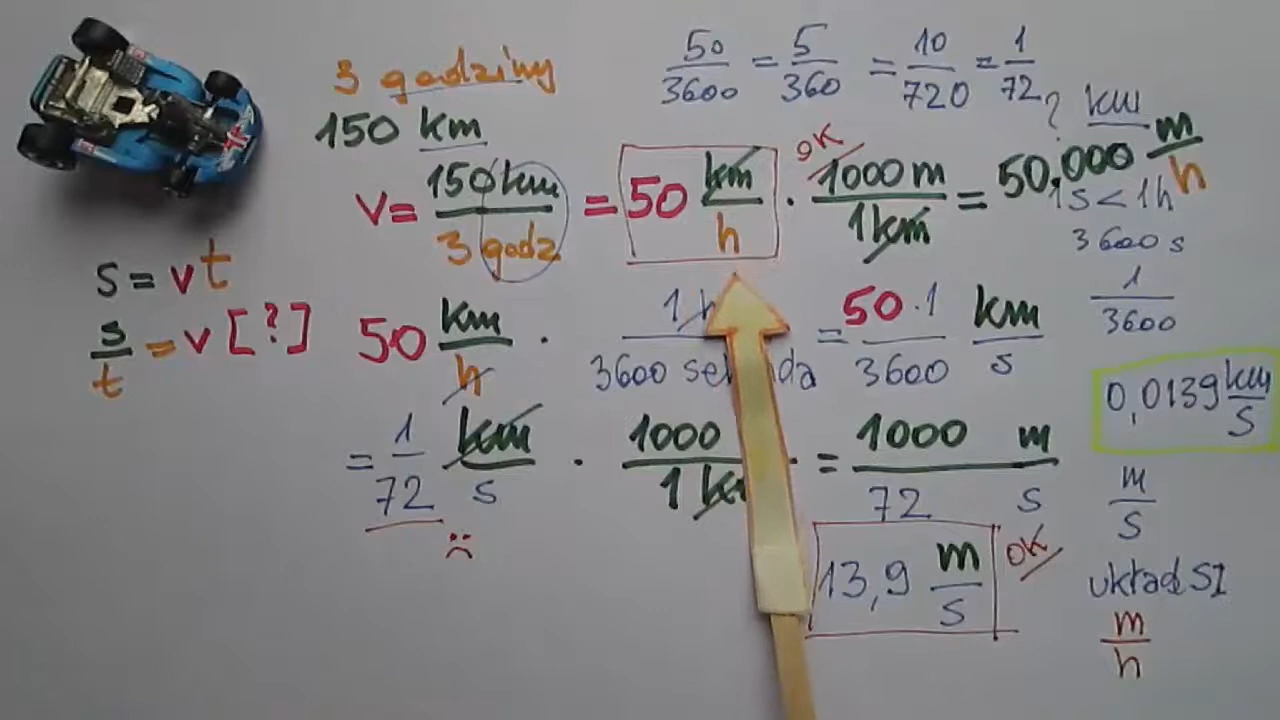 50/3600 = 5/360 = 10/720 = 1/72
3 godziny
150 km
? km
v = 150 km / 3 godz = 50 km/h · 1000 m / 1 km = 50,000 m/h
OK
1s < 1h
3600 s
s = vt
s/t = v [?]
50 km/h · 1 h / 3600 = 50 · 1 / 3600 km/s
1/3600
0,0139 km/s
= 1/72 km/s · 1000 / 1 km = 1000 m / 72 s
m/s
13,9 m/s
OK
układ SI
m/h